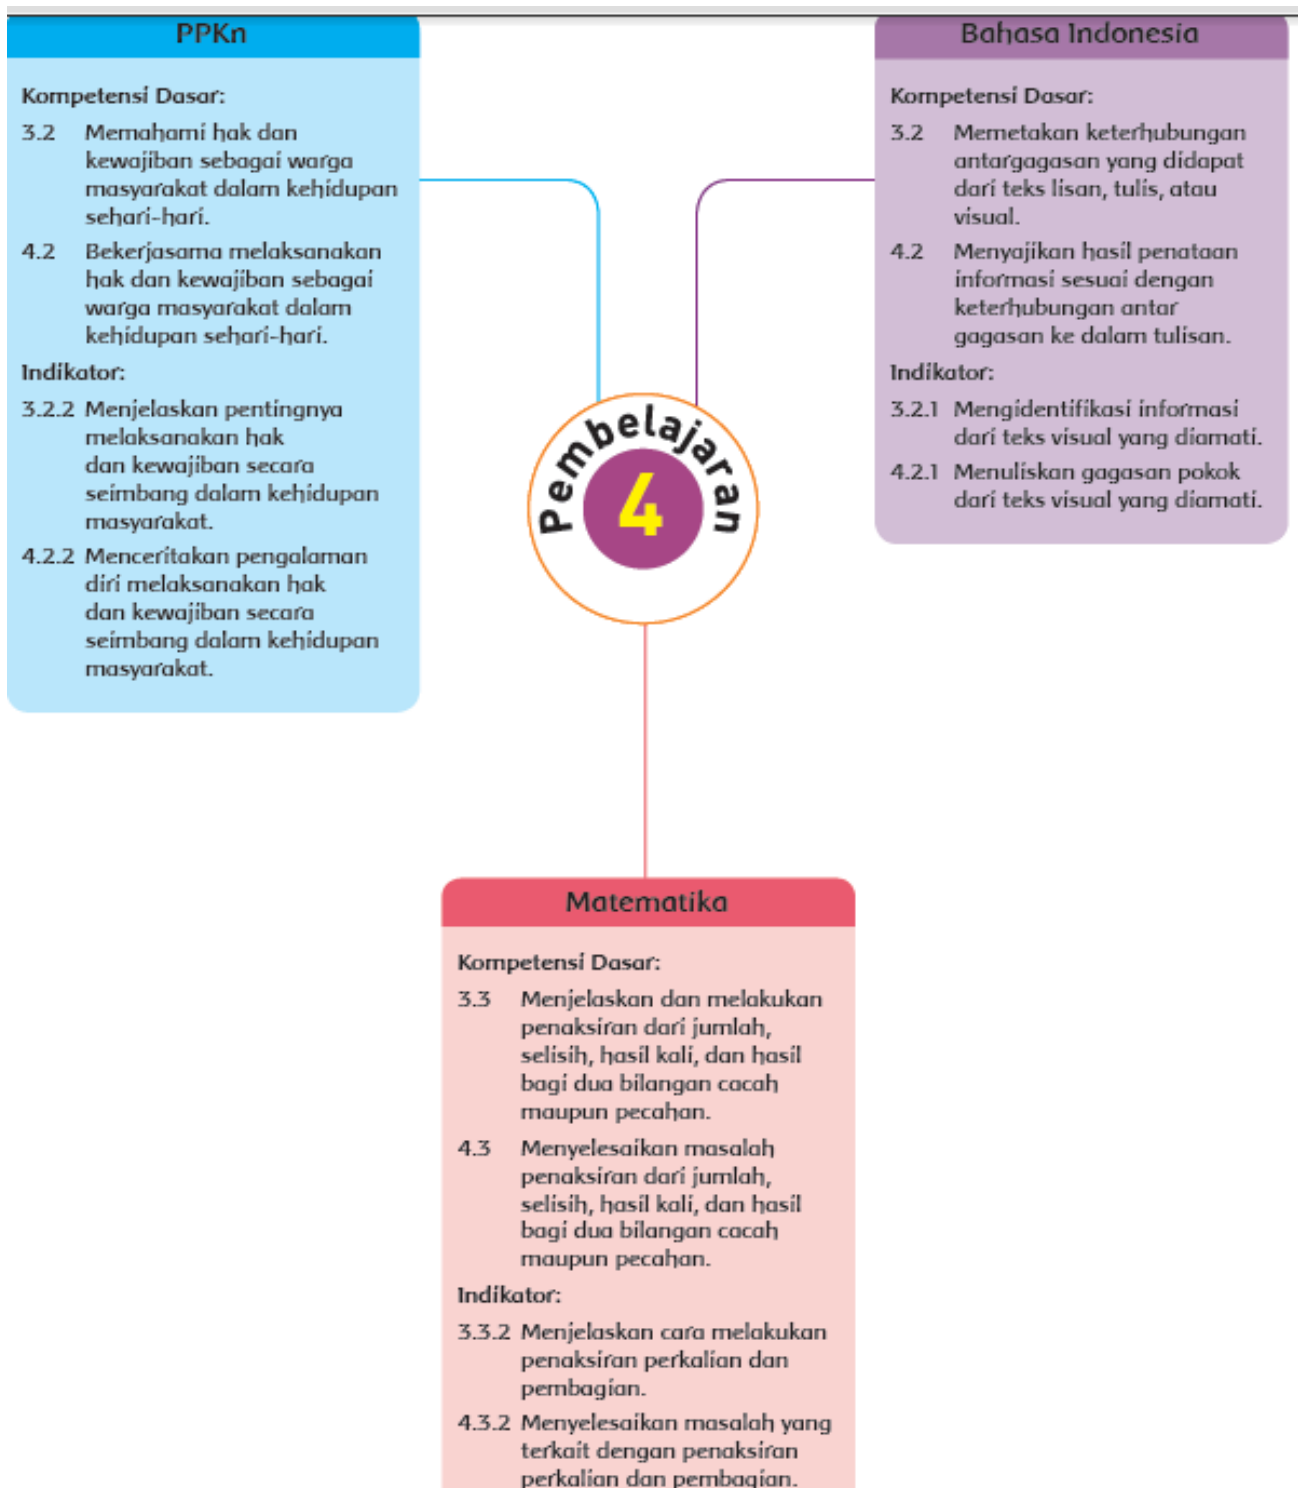 PPKn
Kompetensi Dasar:
3.2 Memahami hak dan
kewajiban sebagai warga
masyarakat dalam kehidupan
sehari-hari.
4.2 Bekerjasama melaksanakan
hak dan kewajiban sebagai
warga masyarakat dalam
kehidupan sehari-hari.
Indikator:
3.2.2 Menjelaskan pentingnya
melaksanakan hak
dan kewajiban secara
seimbang dalam kehidupan
masyarakat.
4.2.2 Menceritakan pengalaman
diri melaksanakan hak
dan kewajiban secara
seimbang dalam kehidupan
masyarakat.
Bahasa Indonesia
Kompetensi Dasar:
3.2 Memetakan keterhubungan
antargagasan yang didapat
dari teks lisan, tulis, atau
visual.
4.2 Menyajikan hasil penataan
informasi sesuai dengan
keterhubungan antar
gagasan ke dalam tulisan.
Indikator:
3.2.1 Mengidentifikasi informasi
dari teks visual yang diamati.
4.2.1 Menuliskan gagasan pokok
dari teks visual yang diamati.
Pembelajaran
4
Matematika
Kompetensi Dasar:
3.3 Menjelaskan dan melakukan
penaksiran dari jumlah,
selisih, hasil kali, dan hasil
bagi dua bilangan cacah
maupun pecahan.
4.3 Menyelesaikan masalah
penaksiran dari jumlah,
selisih, hasil kali, dan hasil
bagi dua bilangan cacah
maupun pecahan.
Indikator:
3.3.2 Menjelaskan cara melakukan
penaksiran perkalian dan
pembagian.
4.3.2 Menyelesaikan masalah yang
terkait dengan penaksiran
perkalian dan pembagian.